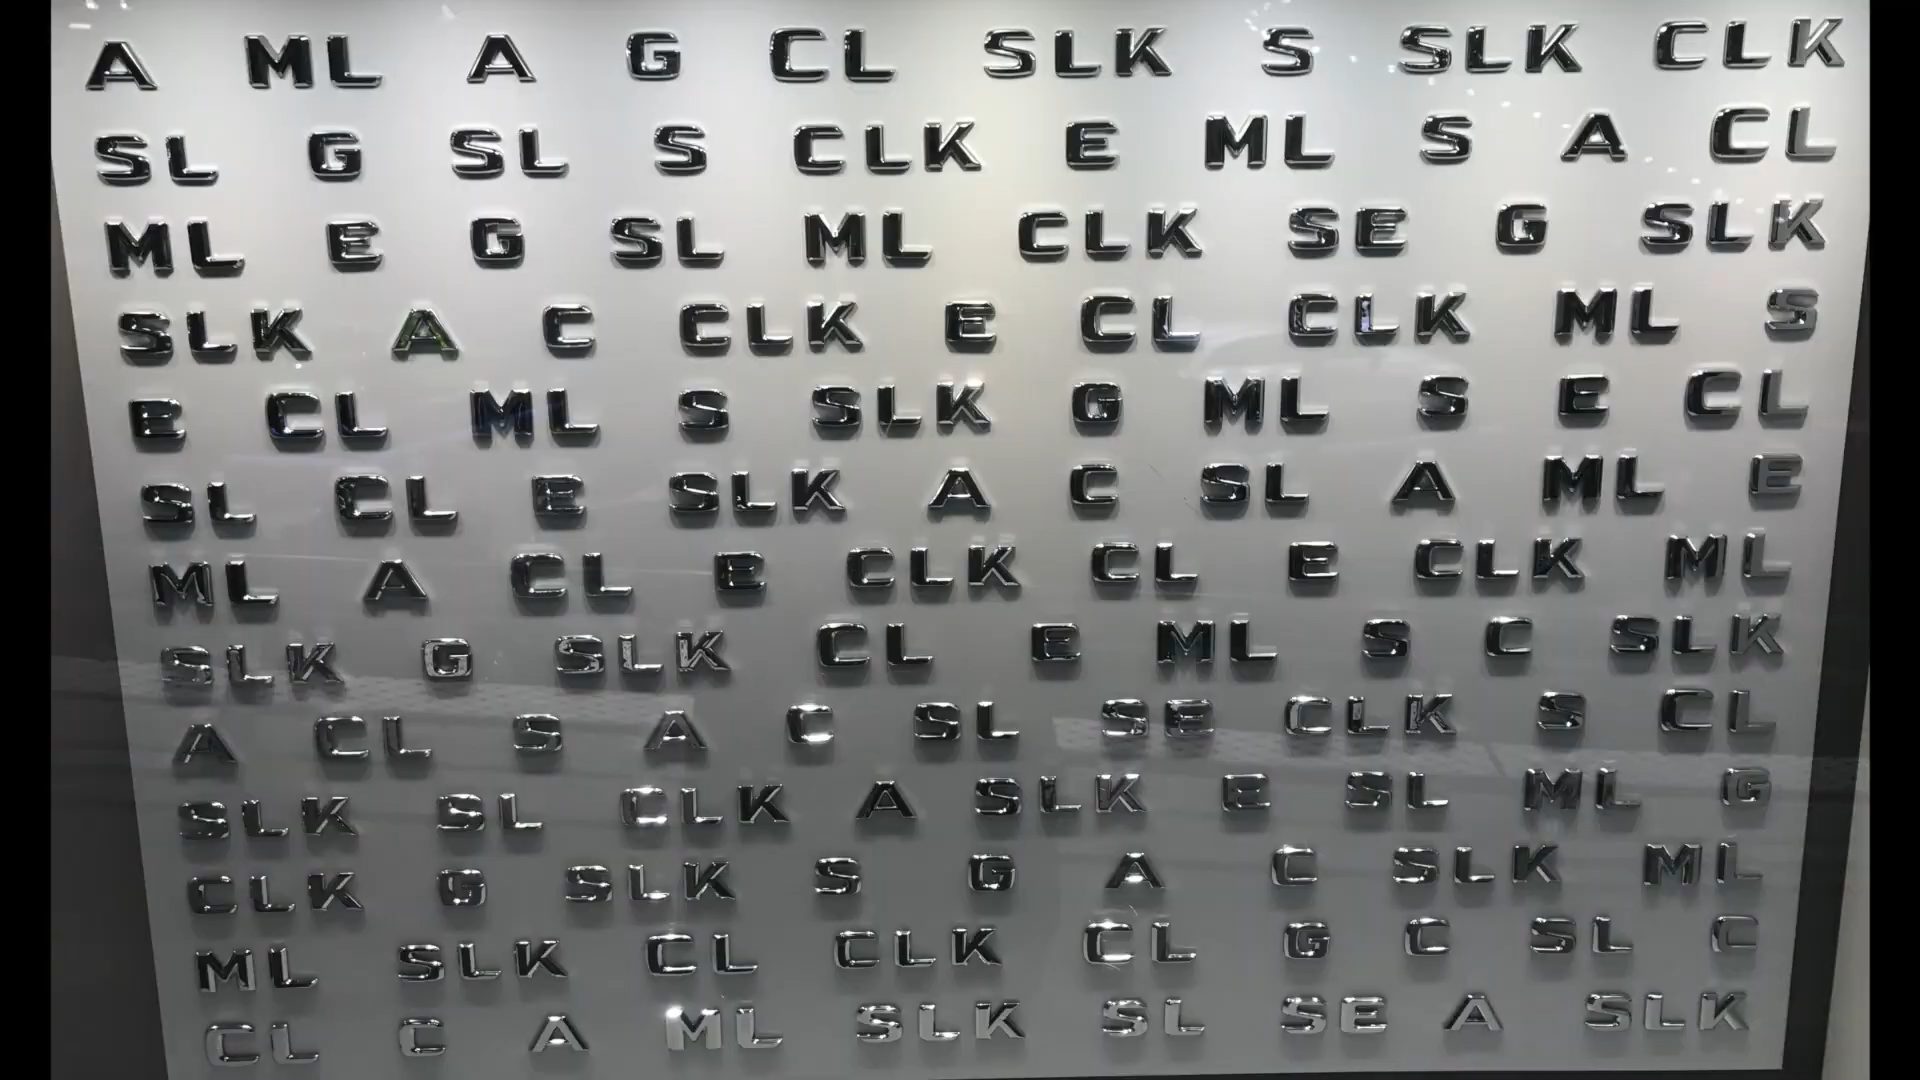 A ML A G CL SLK S SLK CLK
SL G SL S CLK E ML S A CL
ML E G SL ML CLK SE G SLK
SLK A C CLK E CL CLK ML S
E CL ML S SLK G ML S E CL
SL CL E SLK A C SL A ML E
ML A CL E CLK CL E CLK ML
SLK G SLK CL E ML S C SLK
A CL S A C SL SE CLK S CL
SLK SL CLK A SLK E SL ML G
CLK G SLK S G A C SLK ML
ML SLK CL CLK CL G C SL C
CL C A ML SLK SL SE A SLK